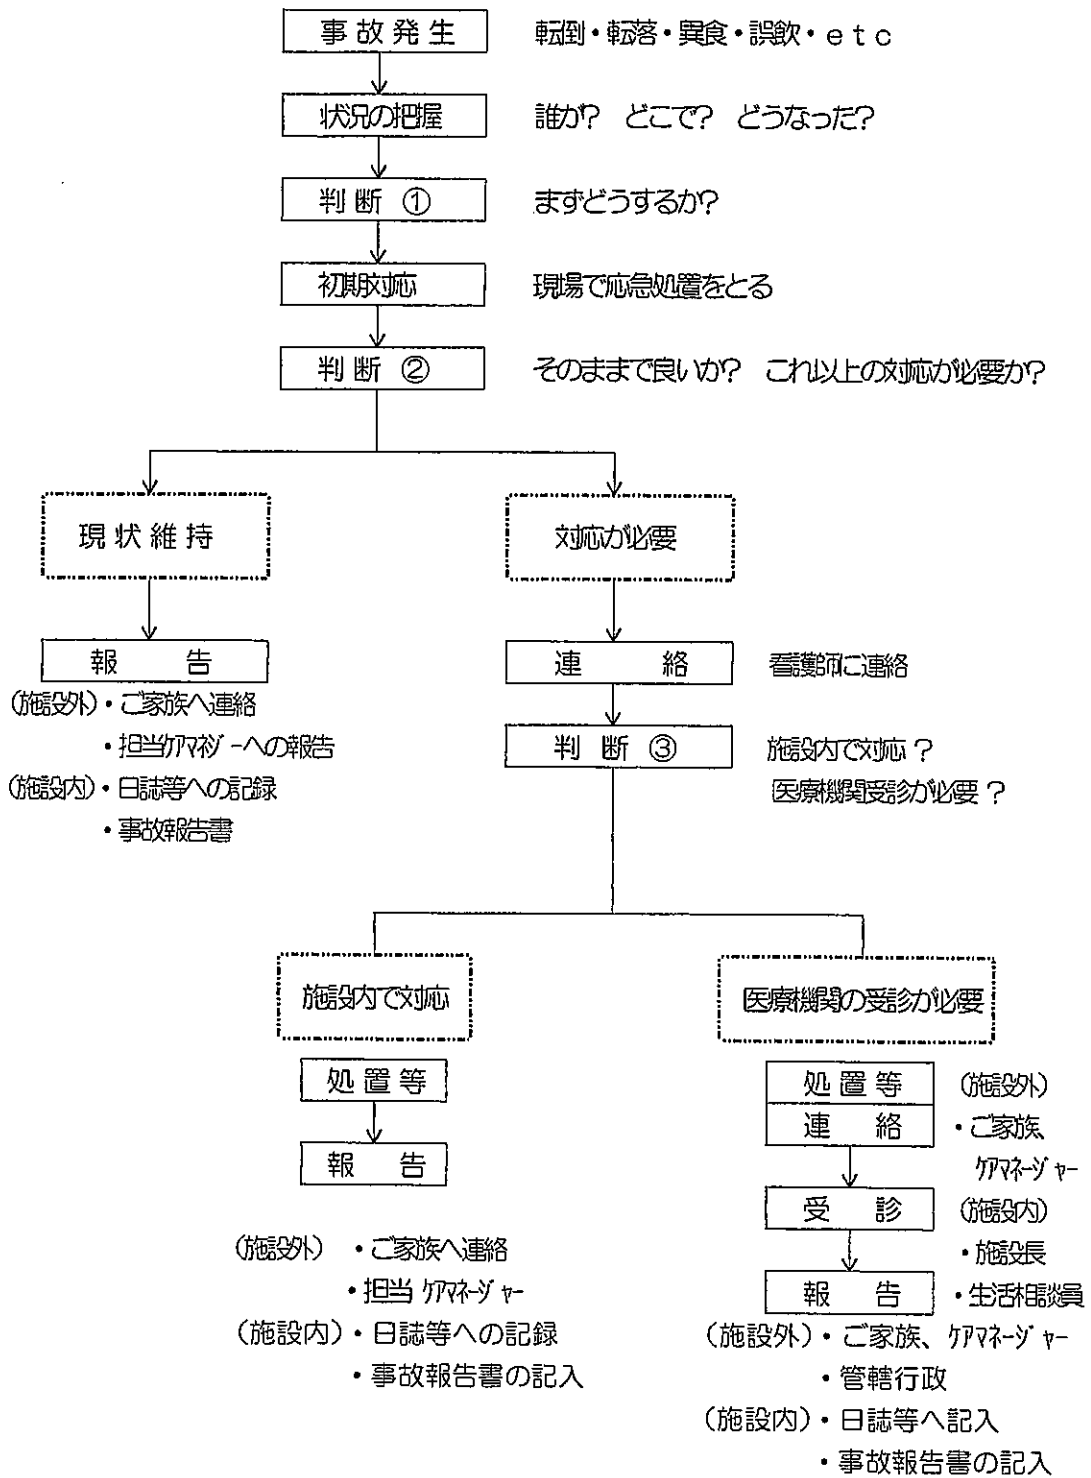 事故発生 転倒・転落・異食・誤飲・etc
状況の把握 誰が? どこで? どうなった?
判断 ① まずどうするか?
初期対応 現場で応急処置をとる
判断 ② そのままで良いか? これ以上の対応が必要か?
現状維持
対応が必要
報 告
(施設外)・ご家族へ連絡
・担当ケアマネジーへの報告
(施設内)・日誌等への記録
・事故報告書
連 絡 看護師に連絡
判 断 ③ 施設内で対応?
医療機関受診が必要?
施設内で対応
処置等
報 告
(施設外) ・ご家族へ連絡
・担当 ケアマネージャー
(施設内)・日誌等への記録
・事故報告書の記入
医療機関の受診が必要
処置等 (施設外)
連 絡 ・ご家族、
ケアマネージャー
受 診 (施設内)
・施設長
報 告 ・生活相談員
(施設外)・ご家族、ケアマネージャー
・管轄行政
(施設内)・日誌等へ記入
・事故報告書の記入